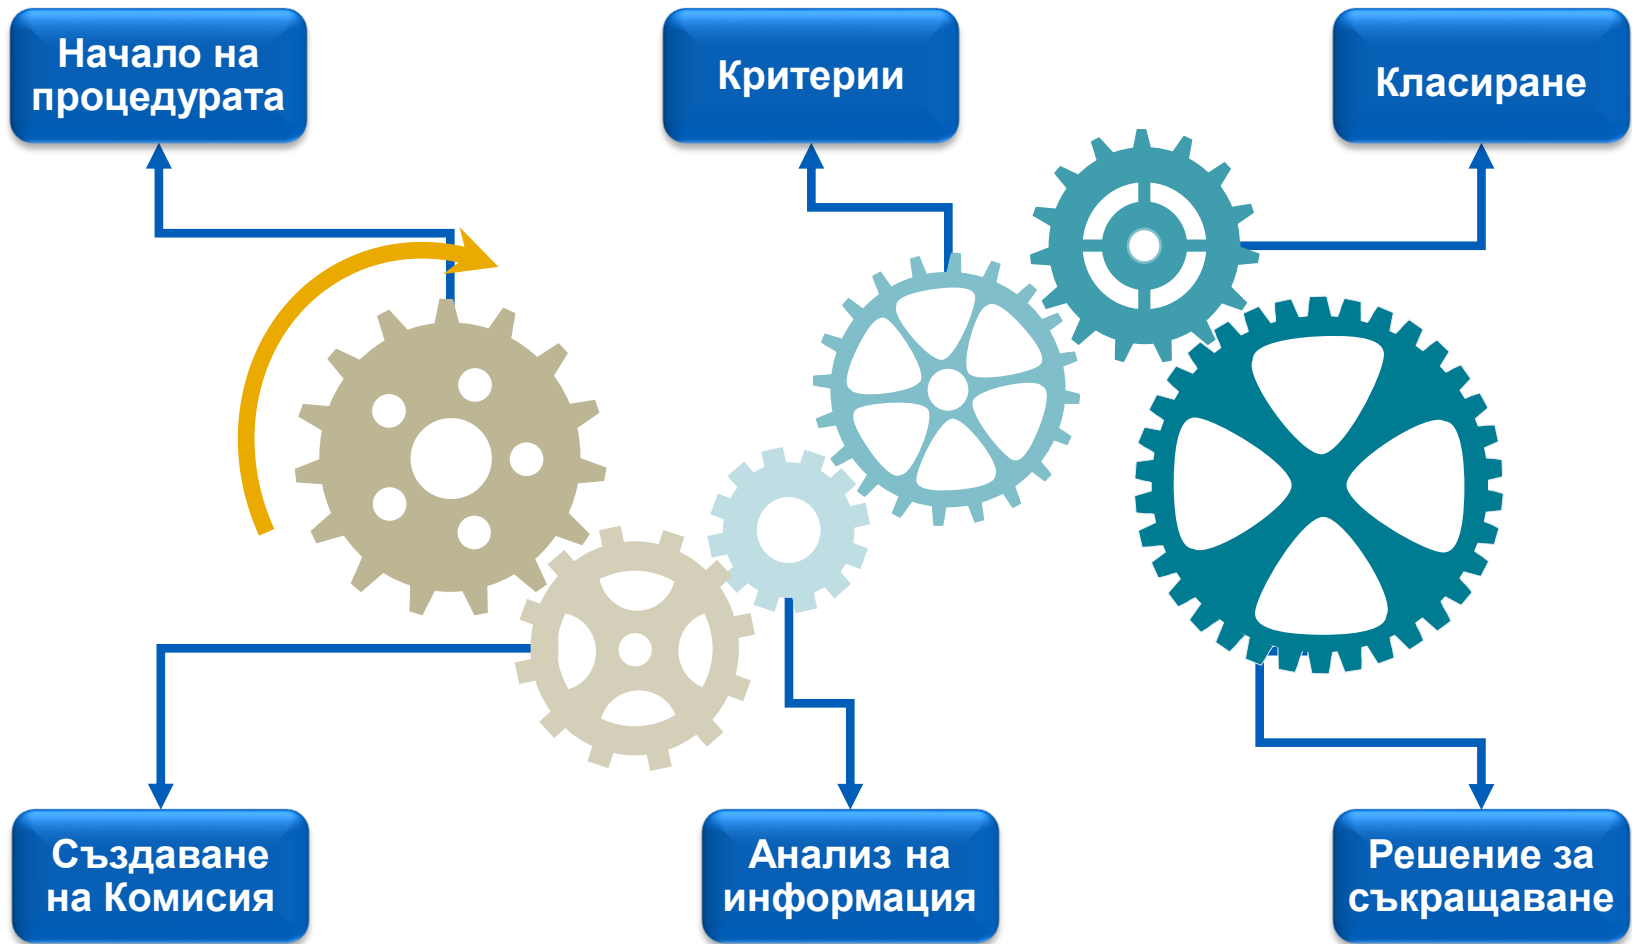 Начало на
процедурата
Критерии
Класиране
Създаване
на Комисия
Анализ на
информация
Решение за
съкращаване